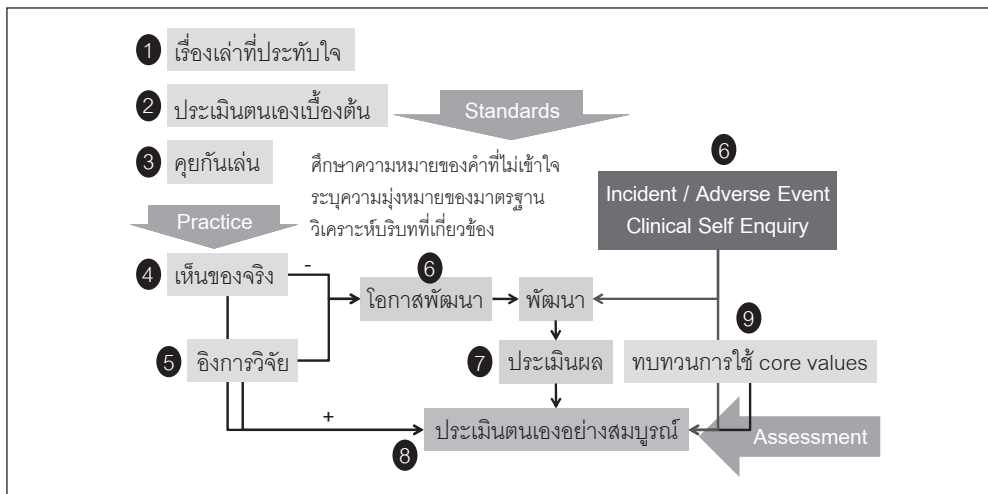 1 เรื่องเล่าที่ประทับใจ
2 ประเมินตนเองเบื้องต้น
Standards
3 คุยกันเล่น
ศึกษาความหมายของคำที่ไม่เข้าใจ
ระบุความมุ่งหมายของมาตรฐาน
วิเคราะห์บริบทที่เกี่ยวข้อง
6
Incident / Adverse Event
Clinical Self Enquiry
Practice
4 เห็นของจริง
-
6
โอกาสพัฒนา
พัฒนา
9
5 อิงการวิจัย
7 ประเมินผล
ทบทวนการใช้ core values
+
8 ประเมินตนเองอย่างสมบูรณ์
Assessment